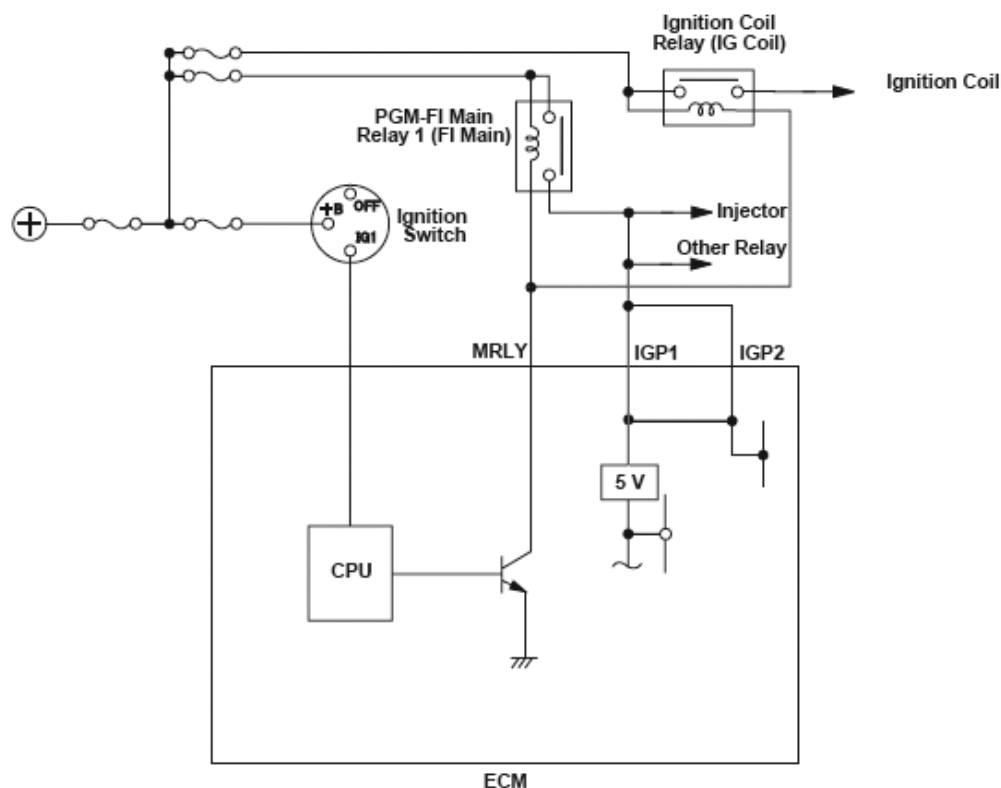 Ignition Coil
Relay (IG Coil)
Ignition Coil
PGM-FI Main
Relay 1 (FI Main)
+B
OFF
IG1
Ignition
Switch
Injector
Other Relay
MRLY
IGP1
IGP2
5 V
CPU
ECM